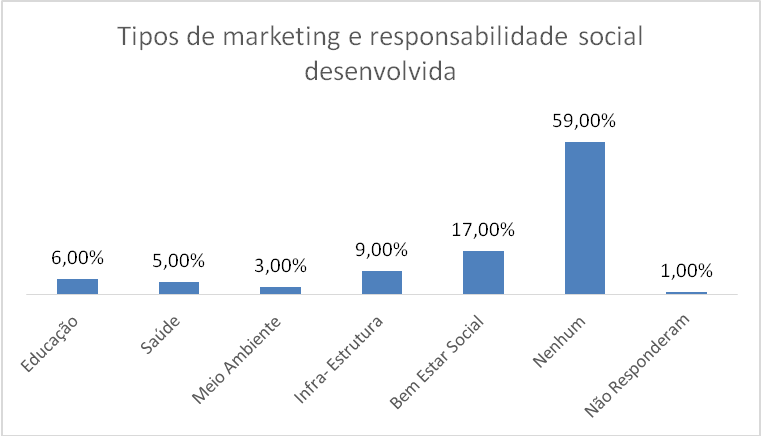 Tipos de marketing e responsabilidade social
desenvolvida
6,00%
5,00%
3,00%
9,00%
17,00%
59,00%
1,00%
Educação
Saúde
Meio Ambiente
Infra- Estrutura
Bem Estar Social
Nenhum
Não Responderam